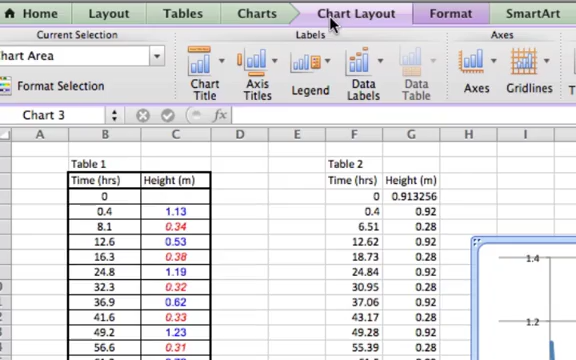 Home Layout Tables Charts Chart Layout Format SmartArt
Current Selection Labels Axes
hart Area
Format Selection
Chart Title Axis Titles Legend Data Labels Data Table Axes Gridlines
Chart 3 fx
A B C D E F G H I
Table 1 Table 2
Time (hrs) Height (m) Time (hrs) Height (m)
0 0 0.913256
0.4 1.13 0.4 0.92
8.1 0.34 6.51 0.28
12.6 0.53 12.62 0.92
16.3 0.38 18.73 0.28
24.8 1.19 24.84 0.92
32.3 0.32 30.95 0.28
36.9 0.62 37.06 0.92
41.6 0.33 43.17 0.28
49.2 1.23 49.28 0.92
56.6 0.31 55.39 0.28
1.4
1.2